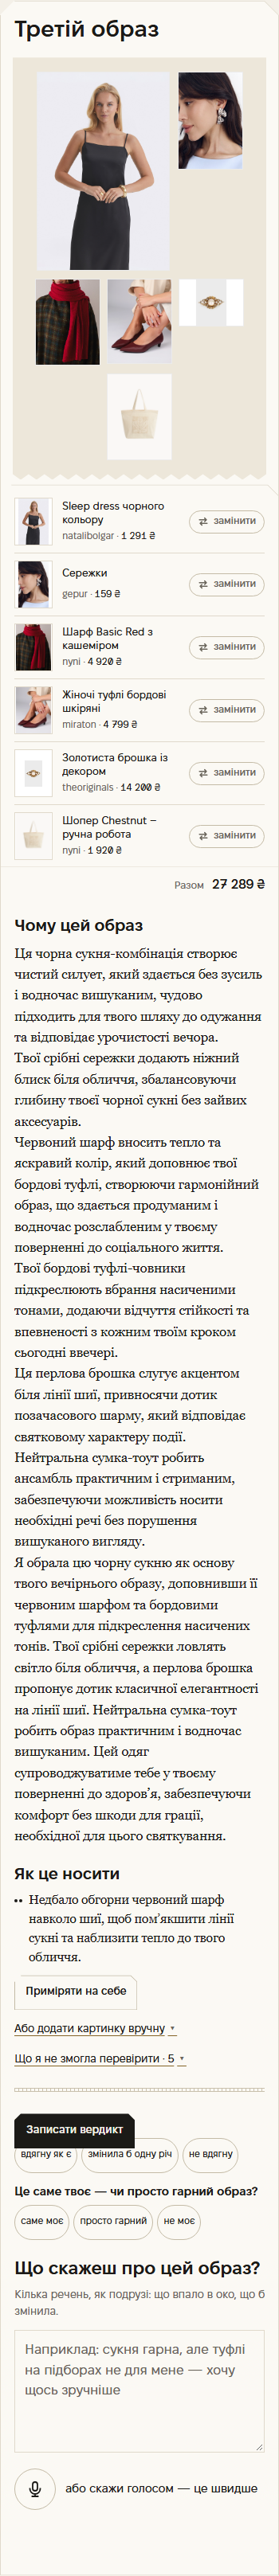 Третій образ
Sleep dress чорного
кольору
natalibolgar · 1 291 ₴
замінити
Сережки
gepur · 159 ₴
замінити
Шарф Basic Red з
кашеміром
nyni · 4 920 ₴
замінити
Жіночі туфлі бордові
шкіряні
miraton · 4 799 ₴
замінити
Золотиста брошка із
декором
theoriginals · 14 200 ₴
замінити
Шопер Chestnut –
ручна робота
nyni · 1 920 ₴
замінити
Разом 27 289 ₴
Чому цей образ
Ця чорна сукня-комбінація створює
чистий силует, який здається без зусиль
і водночас вишуканим, чудово
підходить для твого шляху до одужання
та відповідає урочистості вечора.
Твої срібні сережки додають ніжний
блиск біля обличчя, збалансовуючи
глибину твоєї чорної сукні без зайвих
аксесуарів.
Червоний шарф вносить тепло та
яскравий колір, який доповнює твої
бордові туфлі, створюючи гармонійний
образ, що здається продуманим і
водночас розслабленим у твоєму
поверненні до соціального життя.
Твої бордові туфлі-човники
підкреслюють вбрання насиченими
тонами, додаючи відчуття стійкості та
впевненості з кожним твоїм кроком
сьогодні ввечері.
Ця перлова брошка слугує акцентом
біля лінії шиї, привносячи дотик
позачасового шарму, який відповідає
святковому характеру події.
Нейтральна сумка-тоут робить
ансамбль практичним і стриманим,
забезпечуючи можливість носити
необхідні речі без порушення
вишуканого вигляду.
Я обрала цю чорну сукню як основу
твого вечірнього образу, доповнивши її
червоним шарфом та бордовими
туфлями для підкреслення насичених
тонів. Твої срібні сережки ловлять
світло біля обличчя, а перлова брошка
пропонує дотик класичної елегантності
на лінії шиї. Нейтральна сумка-тоут
робить образ практичним і водночас
вишуканим. Цей одяг
супроводжуватиме тебе у твоєму
поверненні до здоров’я, забезпечуючи
комфорт без шкоди для грації,
необхідної для цього святкування.
Як це носити
Недбало обгорни червоний шарф
навколо шиї, щоб пом’якшити лінії
сукні та наблизити тепло до твого
обличчя.
Приміряти на себе
Або додати картинку вручну
Що я не змогла перевірити · 5
Записати вердикт
вдягну як є
змінила б одну річ
не вдягну
Це саме твоє — чи просто гарний образ?
саме моє
просто гарний
не моє
Що скажеш про цей образ?
Кілька речень, як подрузі: що впало в око, що б
змінила.
Наприклад: сукня гарна, але туфлі
на підборах не для мене — хочу
щось зручніше
або скажи голосом — це швидше